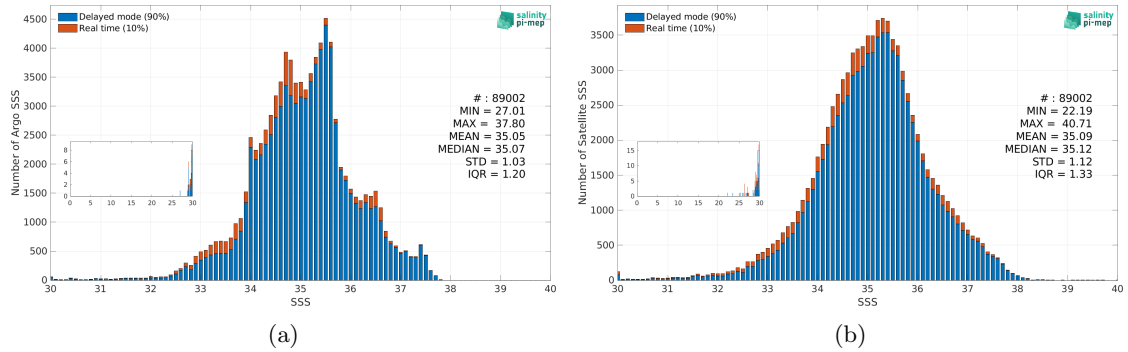 Delayed mode (90%)
Real time (10%)
salinity
pi-mep
Number of Argo SSS
4500
4000
3500
3000
2500
2000
1500
1000
500
0
# : 89002
MIN = 27.01
MAX = 37.80
MEAN = 35.05
MEDIAN = 35.07
STD = 1.03
IQR = 1.20
8
6
4
2
0
0 5 10 15 20 25 30
30 31 32 33 34 35 36 37 38 39 40
SSS
(a)
Delayed mode (90%)
Real time (10%)
salinity
pi-mep
Number of Satellite SSS
3500
3000
2500
2000
1500
1000
500
0
# : 89002
MIN = 22.19
MAX = 40.71
MEAN = 35.09
MEDIAN = 35.12
STD = 1.12
IQR = 1.33
15
10
5
0
0 5 10 15 20 25 30
30 31 32 33 34 35 36 37 38 39 40
SSS
(b)